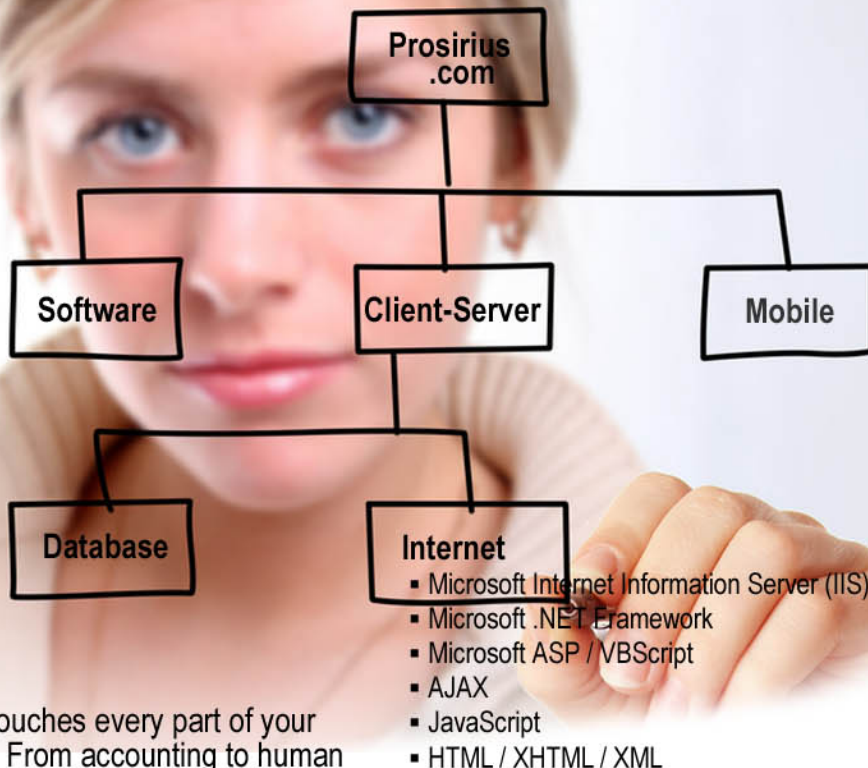 Prosirius
.com
Software
Client-Server
Mobile
Database
Internet
▪ Microsoft Internet Information Server (IIS)
▪ Microsoft .NET Framework
▪ Microsoft ASP / VBScript
▪ AJAX
▪ JavaScript
▪ HTML / XHTML / XML
ouches every part of your
From accounting to human